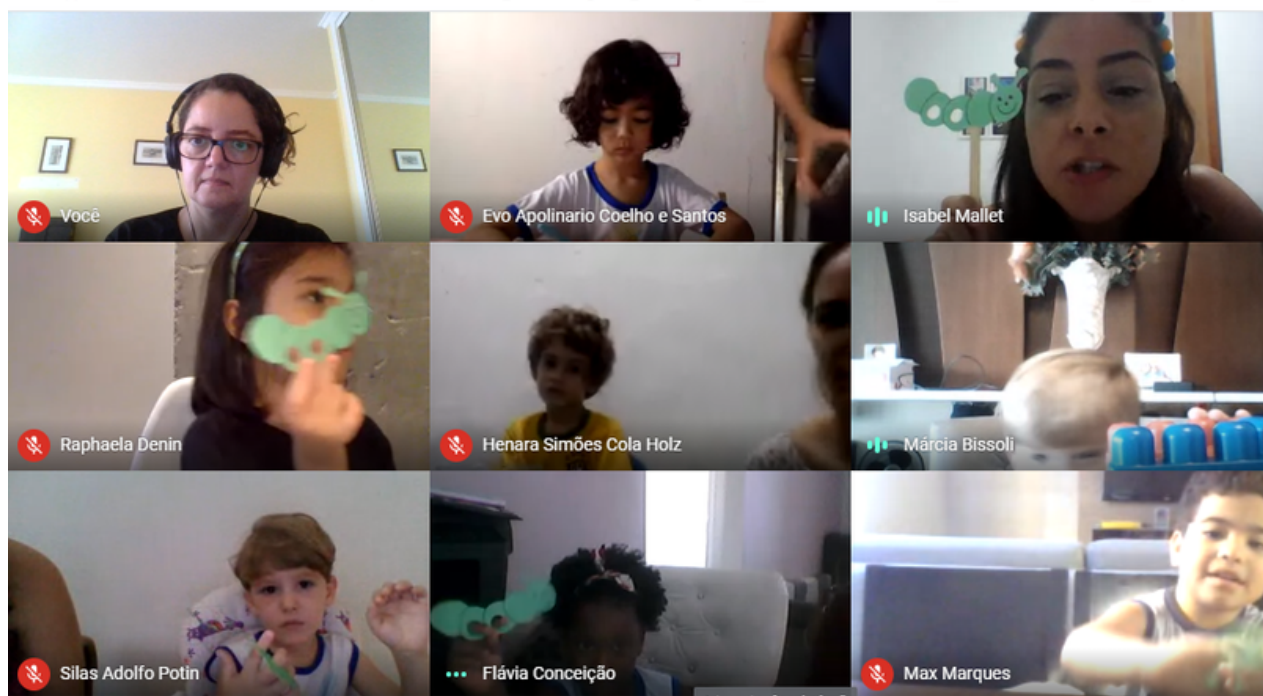 Você
Evo Apolinario Coelho e Santos
Isabel Mallet
Raphaela Denin
Henara Simões Cola Holz
Márcia Bissoli
Silas Adolfo Potin
Flávia Conceição
Max Marques